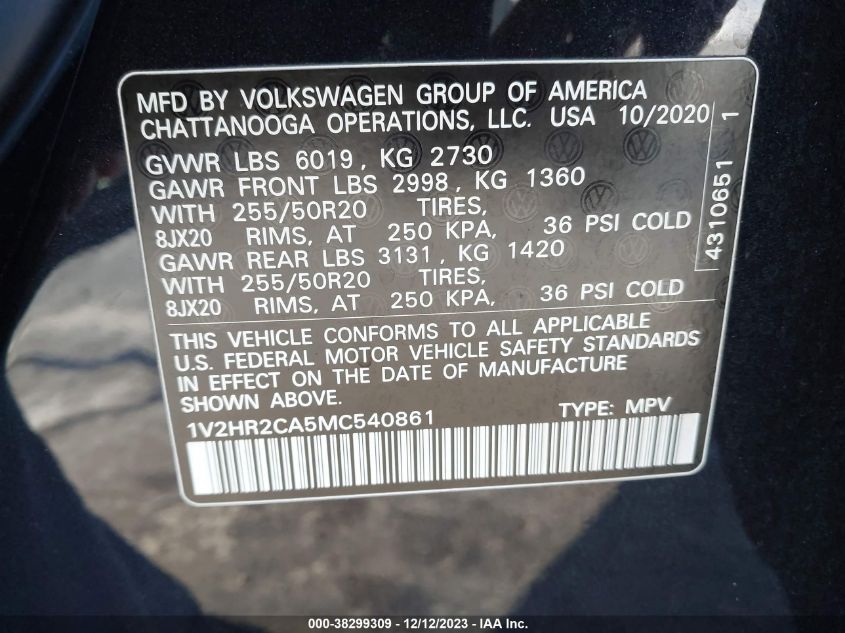 MFD BY VOLKSWAGEN GROUP OF AMERICA
CHATTANOOGA OPERATIONS, LLC. USA 10/2020
GVWR LBS 6019, KG 2730
GAWR FRONT LBS 2998, KG 1360
WITH 255/50R20 TIRES,
8JX20 RIMS, AT 250 KPA, 36 PSI COLD
GAWR REAR LBS 3131, KG 1420
WITH 255/50R20 TIRES,
8JX20 RIMS, AT 250 KPA, 36 PSI COLD
4310651 1
THIS VEHICLE CONFORMS TO ALL APPLICABLE
U.S. FEDERAL MOTOR VEHICLE SAFETY STANDARDS
IN EFFECT ON THE DATE OF MANUFACTURE
SHOWN ABOVE.
1V2HR2CA5MC540861 TYPE: MPV
000-38299309 - 12/12/2023 - IAA Inc.